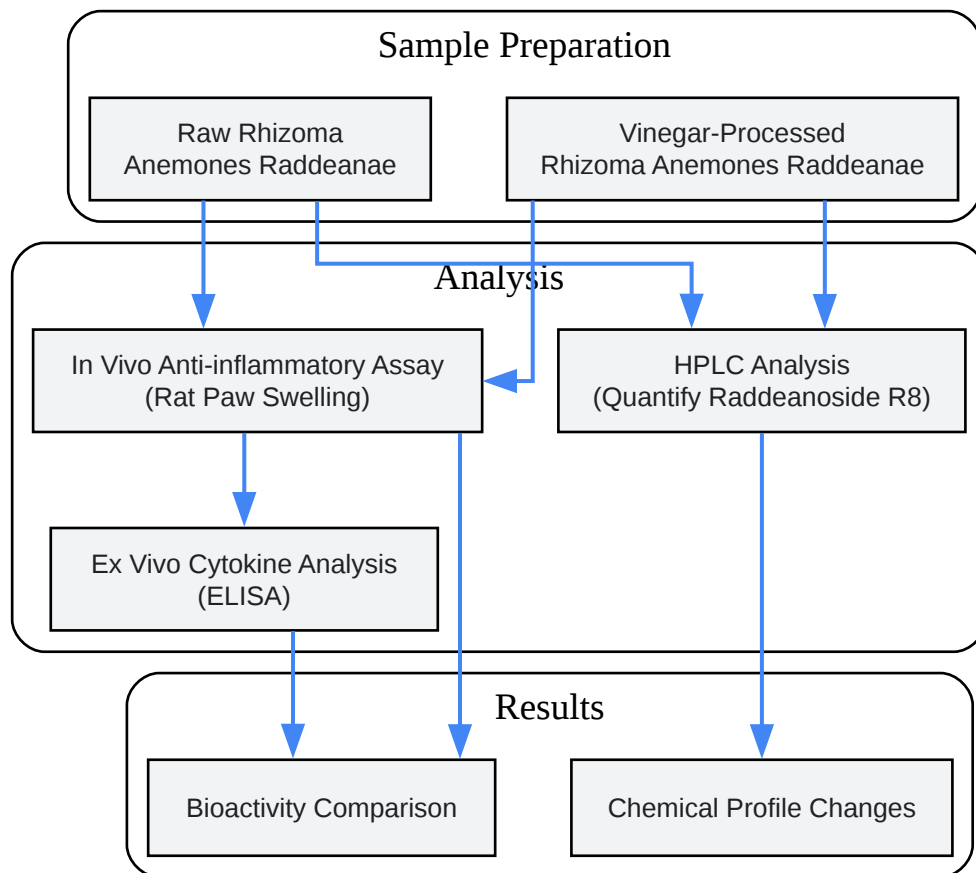 Sample Preparation
Raw Rhizoma
Anemones Raddeanae
Vinegar-Processed
Rhizoma Anemones Raddeanae
Analysis
In Vivo Anti-inflammatory Assay
(Rat Paw Swelling)
HPLC Analysis
(Quantify Raddeanoside R8)
Ex Vivo Cytokine Analysis
(ELISA)
Results
Bioactivity Comparison
Chemical Profile Changes